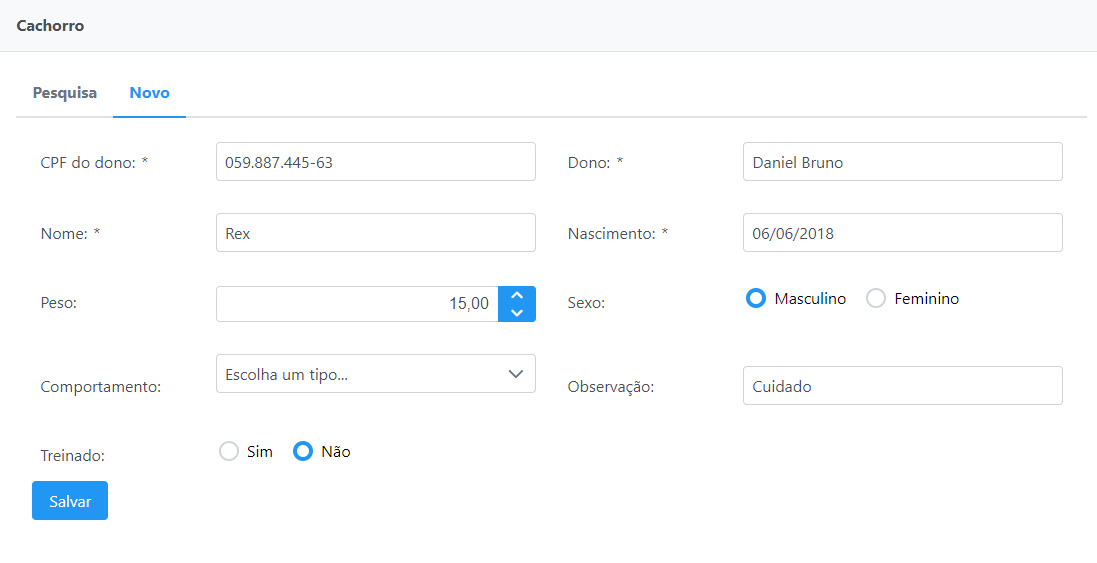 Cachorro
Pesquisa Novo
CPF do dono: * 059.887.445-63 Dono: * Daniel Bruno
Nome: * Rex Nascimento: * 06/06/2018
Peso: 15,00 Sexo: Masculino Feminino
Comportamento: Escolha um tipo... Observação: Cuidado
Treinado: Sim Não
Salvar